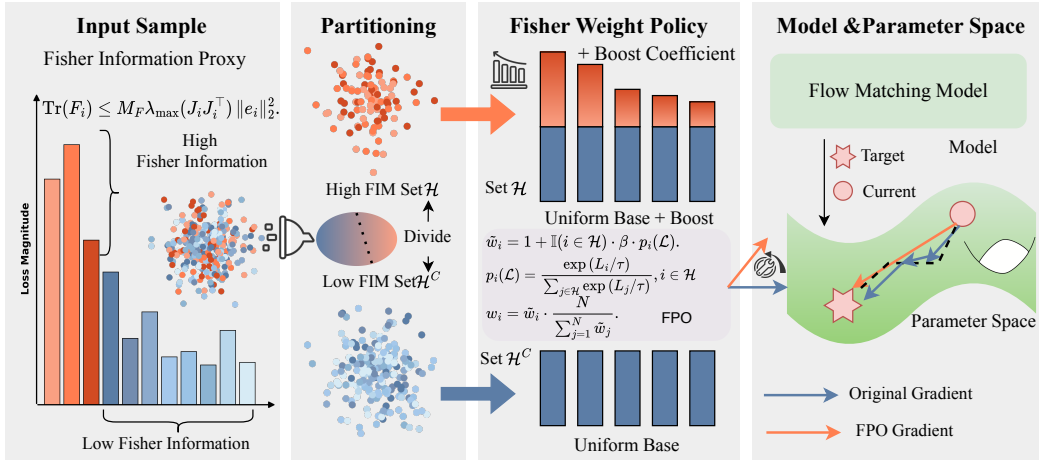 Input Sample
Fisher Information Proxy
Tr(F_i) ≤ M_F λ_max(J_i J_i^⊤) ‖e_i‖_2^2.
High
Fisher Information
Loss Magnitude
Low Fisher Information
Partitioning
High FIM Set ℋ
Divide
Low FIM Set ℋ^C
Fisher Weight Policy
+ Boost Coefficient
Set ℋ
Uniform Base + Boost
w̃_i = 1 + 𝕀(i ∈ ℋ) · β · p_i(ℒ).
p_i(ℒ) = exp (L_i/τ) / ∑_{j∈ℋ} exp (L_j/τ), i ∈ ℋ
w_i = w̃_i · N / ∑_{j=1}^N w̃_j.
FPO
Set ℋ^C
Uniform Base
Model &Parameter Space
Flow Matching Model
Model
Target
Current
Parameter Space
Original Gradient
FPO Gradient